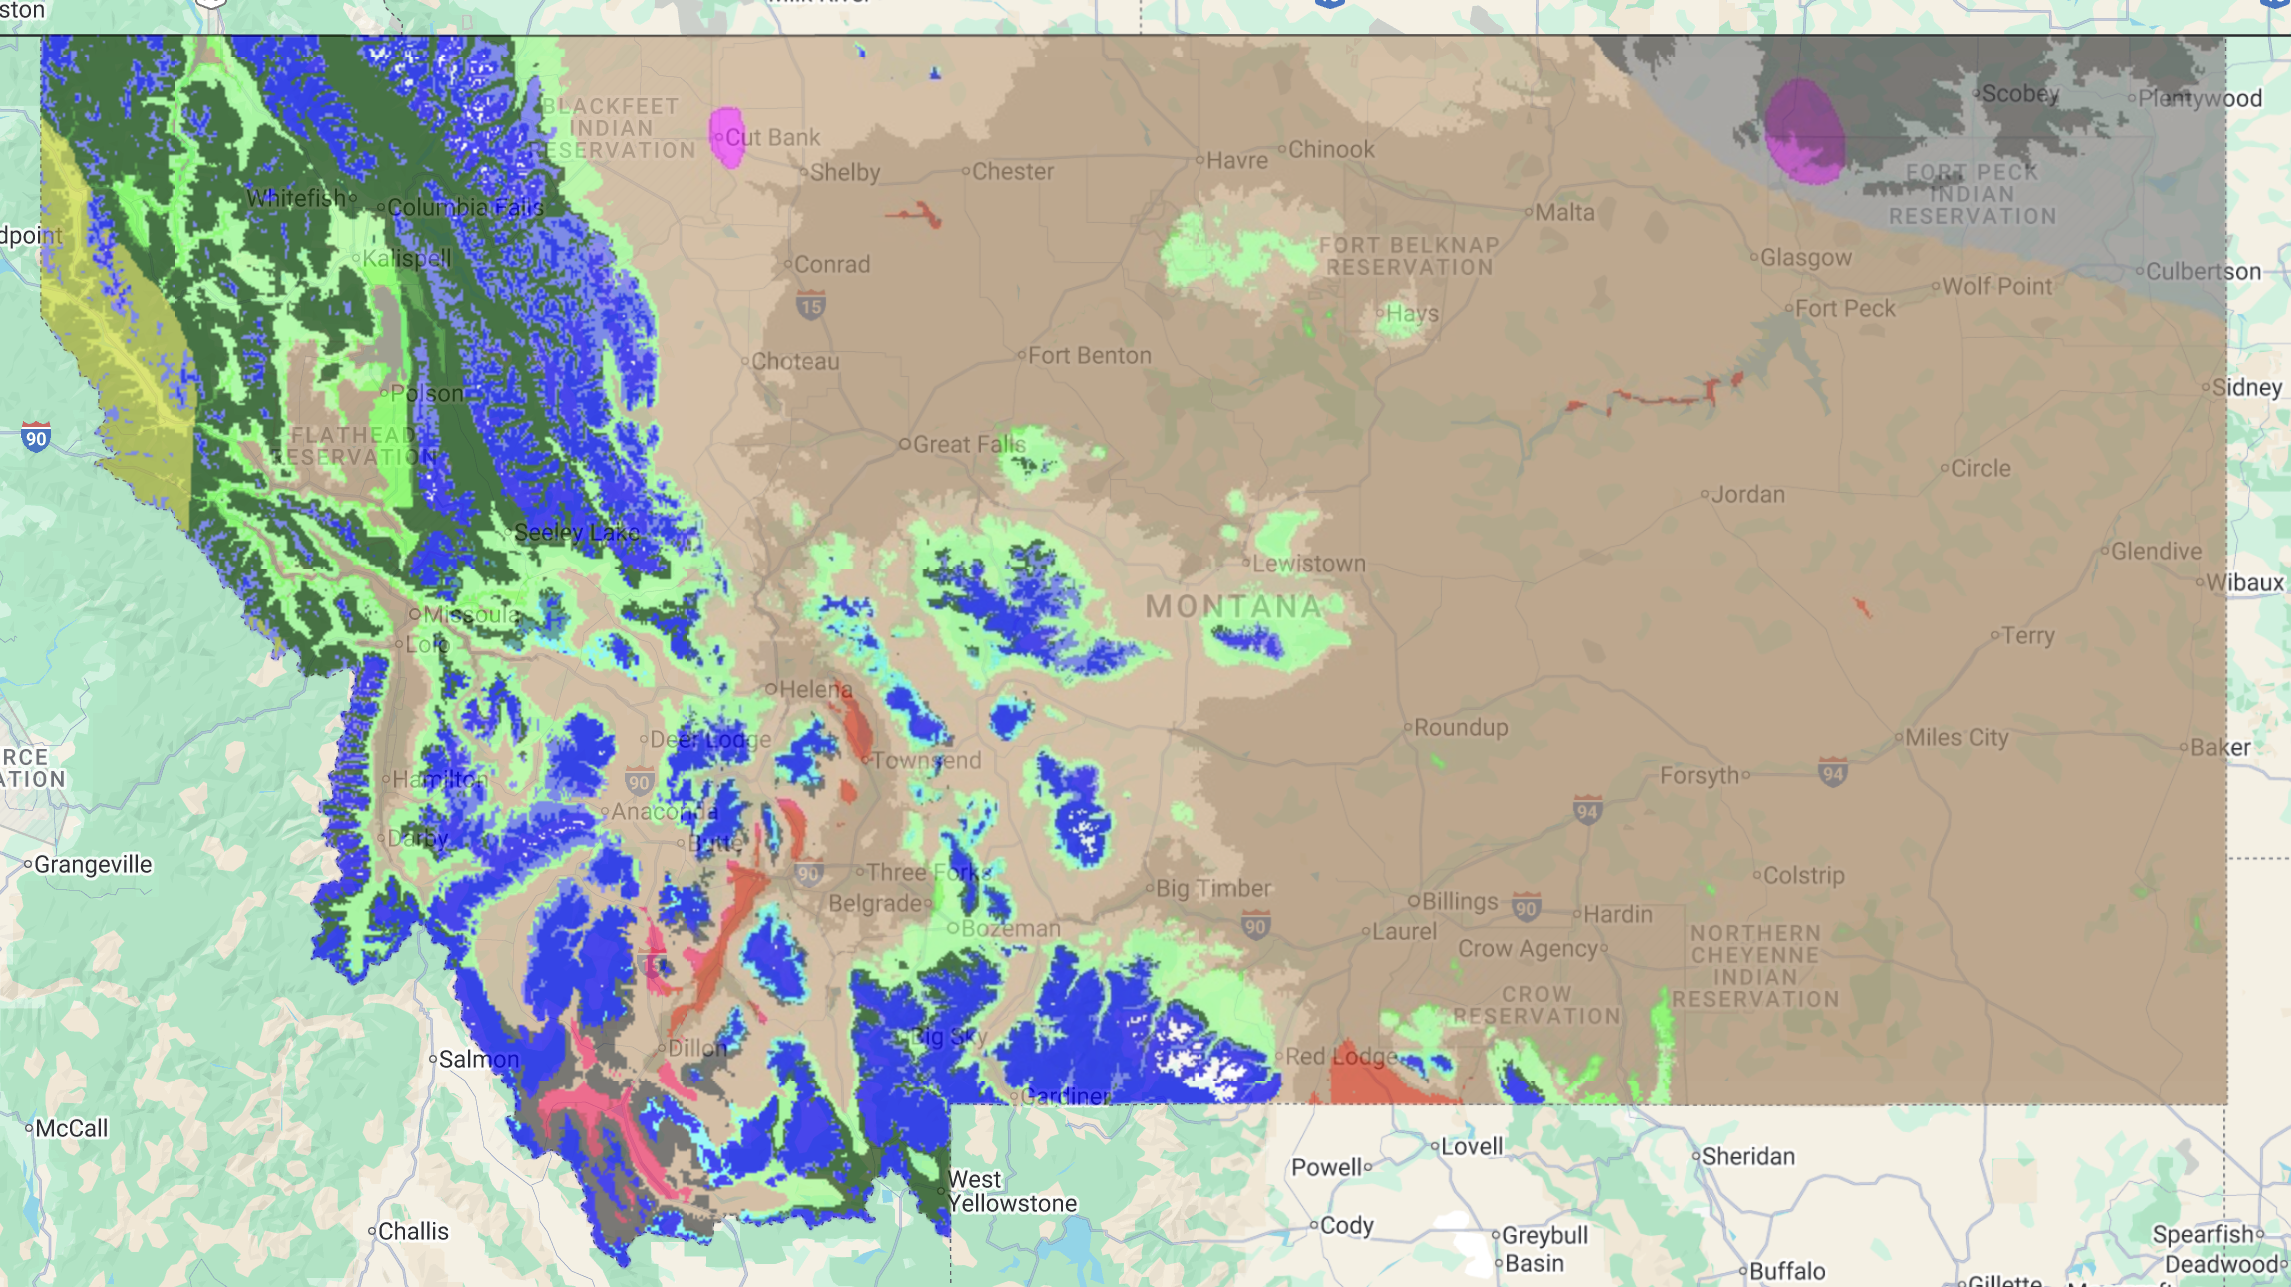 ston
Milk River
BLACKFEET
INDIAN
RESERVATION
Cut Bank
Shelby
Chester
Havre
Chinook
Malta
Scobey
Plentywood
FORT PECK
INDIAN
RESERVATION
Whitefish
Columbia Falls
dpoint
Kalispell
Conrad
15
FORT BELKNAP
RESERVATION
Glasgow
Wolf Point
Culbertson
Hays
Fort Peck
Choteau
Fort Benton
Polson
Sidney
90
FLATHEAD
RESERVATION
Great Falls
Circle
Jordan
Seeley Lake
Lewistown
Glendive
Wibaux
MONTANA
Missoula
Lolo
Terry
Helena
Roundup
Miles City
Baker
RCE
ATION
Deer Lodge
Townsend
Hamilton
90
Forsyth
94
94
Anaconda
Darby
Butte
Grangeville
90
Three Forks
Belgrade
Big Timber
Colstrip
Billings
90
Hardin
Bozeman
90
Laurel
Crow Agency
NORTHERN
CHEYENNE
INDIAN
RESERVATION
15
CROW
RESERVATION
Big Sky
Dillon
Red Lodge
Salmon
Gardiner
McCall
Lovell
Powell
Sheridan
West
Yellowstone
Challis
Cody
Greybull
Basin
Spearfish
Deadwood
Buffalo
Gillette